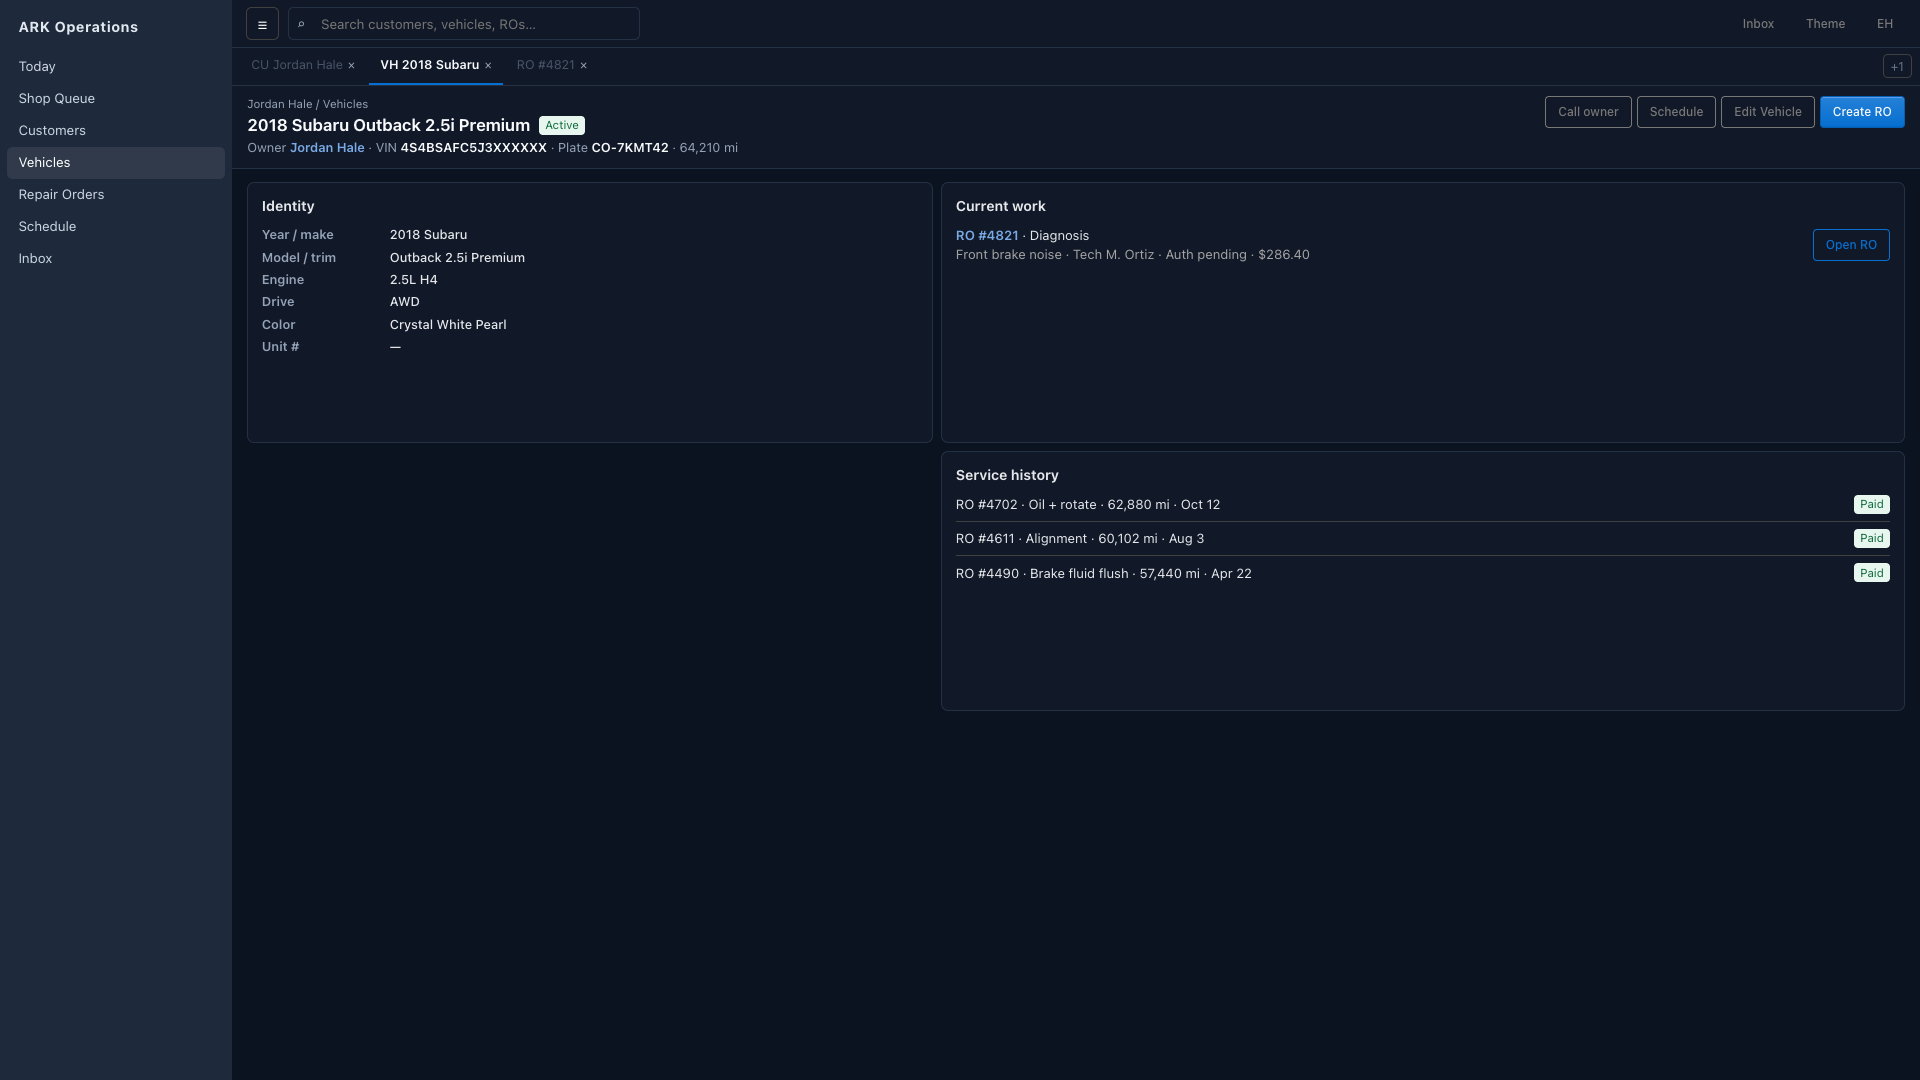 ARK Operations
Today
Shop Queue
Customers
Vehicles
Repair Orders
Schedule
Inbox
☰
⌕ Search customers, vehicles, ROs...
Inbox Theme EH
CU Jordan Hale × VH 2018 Subaru × RO #4821 × +1
Jordan Hale / Vehicles
2018 Subaru Outback 2.5i Premium Active
Owner Jordan Hale · VIN 4S4BSAFC5J3XXXXXX · Plate CO-7KMT42 · 64,210 mi
Call owner Schedule Edit Vehicle Create RO
Identity
Year / make 2018 Subaru
Model / trim Outback 2.5i Premium
Engine 2.5L H4
Drive AWD
Color Crystal White Pearl
Unit # —
Current work
RO #4821 · Diagnosis
Front brake noise · Tech M. Ortiz · Auth pending · $286.40
Open RO
Service history
RO #4702 · Oil + rotate · 62,880 mi · Oct 12 Paid
RO #4611 · Alignment · 60,102 mi · Aug 3 Paid
RO #4490 · Brake fluid flush · 57,440 mi · Apr 22 Paid